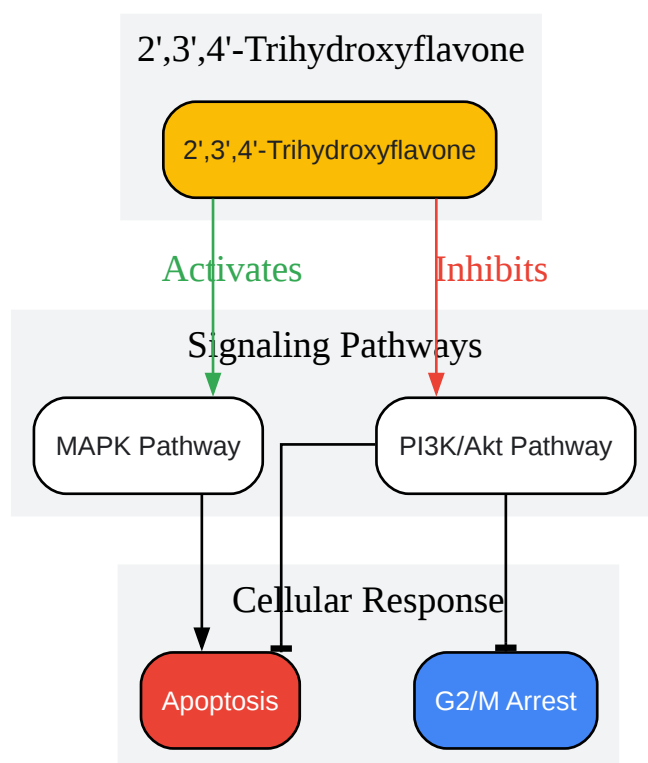 2',3',4'-Trihydroxyflavone
2',3',4'-Trihydroxyflavone
Activates
Inhibits
Signaling Pathways
MAPK Pathway
PI3K/Akt Pathway
Cellular Response
Apoptosis
G2/M Arrest